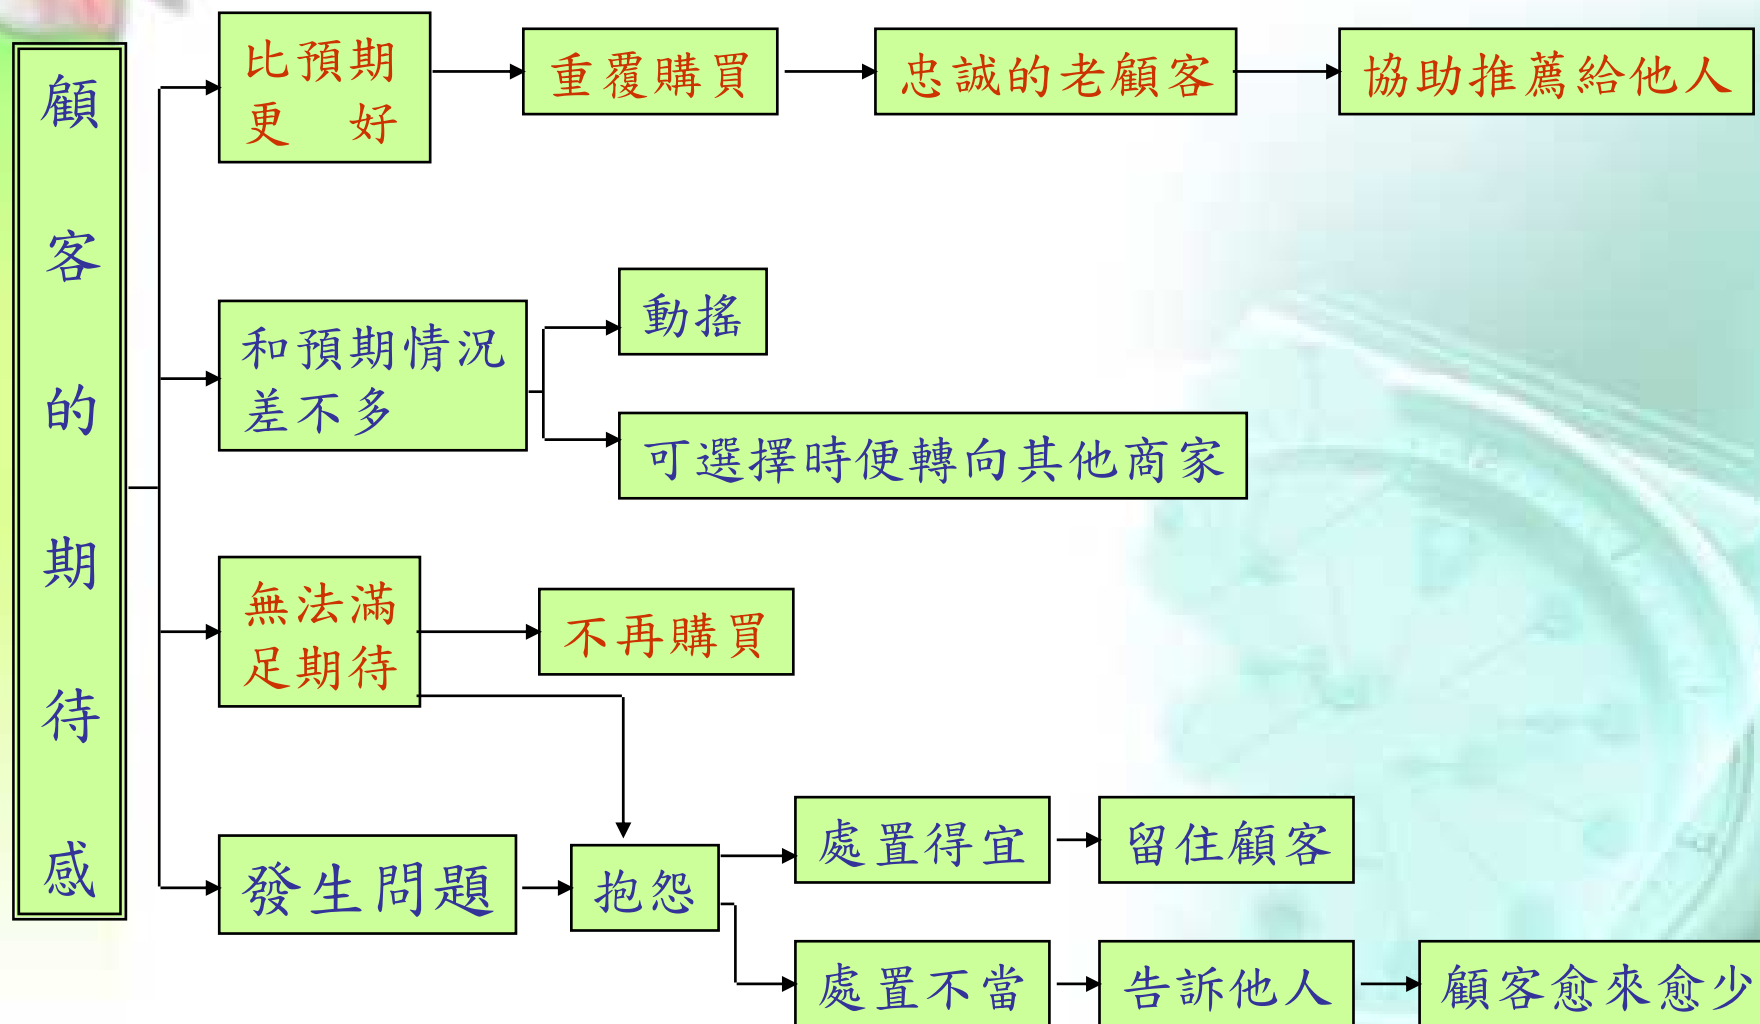 顧客的期待感
比預期
更　好
重覆購買
忠誠的老顧客
協助推薦給他人
和預期情況
差不多
動搖
可選擇時便轉向其他商家
無法滿
足期待
不再購買
發生問題
抱怨
處置得宜
留住顧客
處置不當
告訴他人
顧客愈來愈少